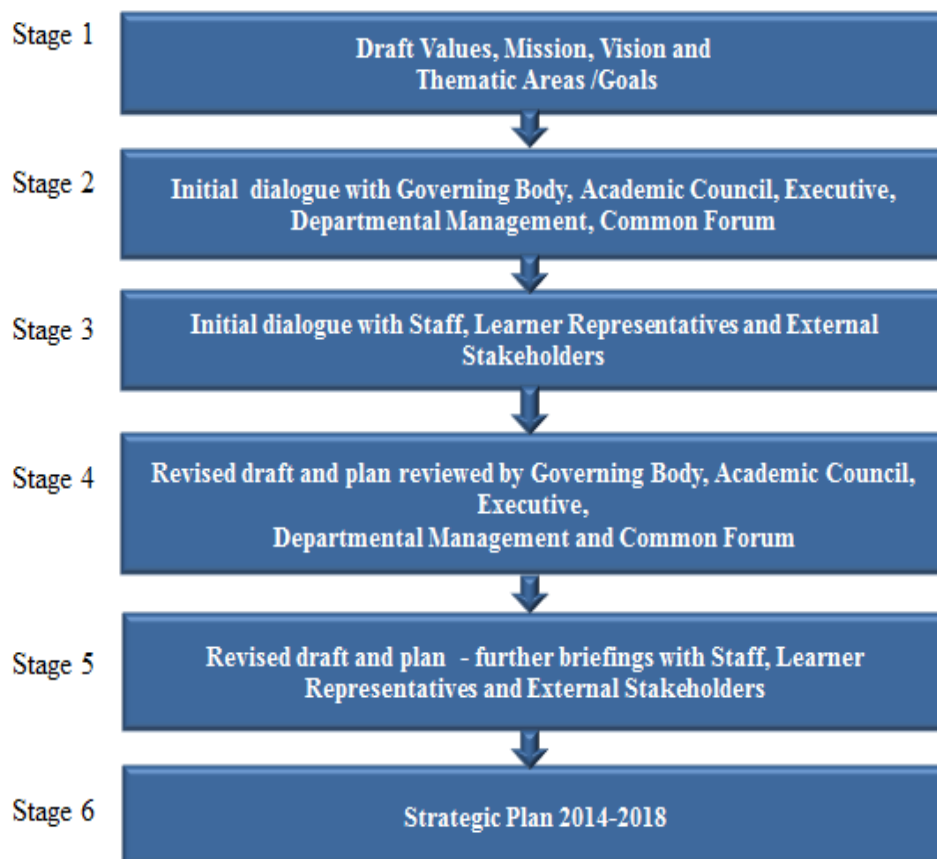 Stage 1
Draft Values, Mission, Vision and
Thematic Areas /Goals
Stage 2
Initial dialogue with Governing Body, Academic Council, Executive,
Departmental Management, Common Forum
Stage 3
Initial dialogue with Staff, Learner Representatives and External
Stakeholders
Stage 4
Revised draft and plan reviewed by Governing Body, Academic Council,
Executive,
Departmental Management and Common Forum
Stage 5
Revised draft and plan - further briefings with Staff, Learner
Representatives and External Stakeholders
Stage 6
Strategic Plan 2014-2018